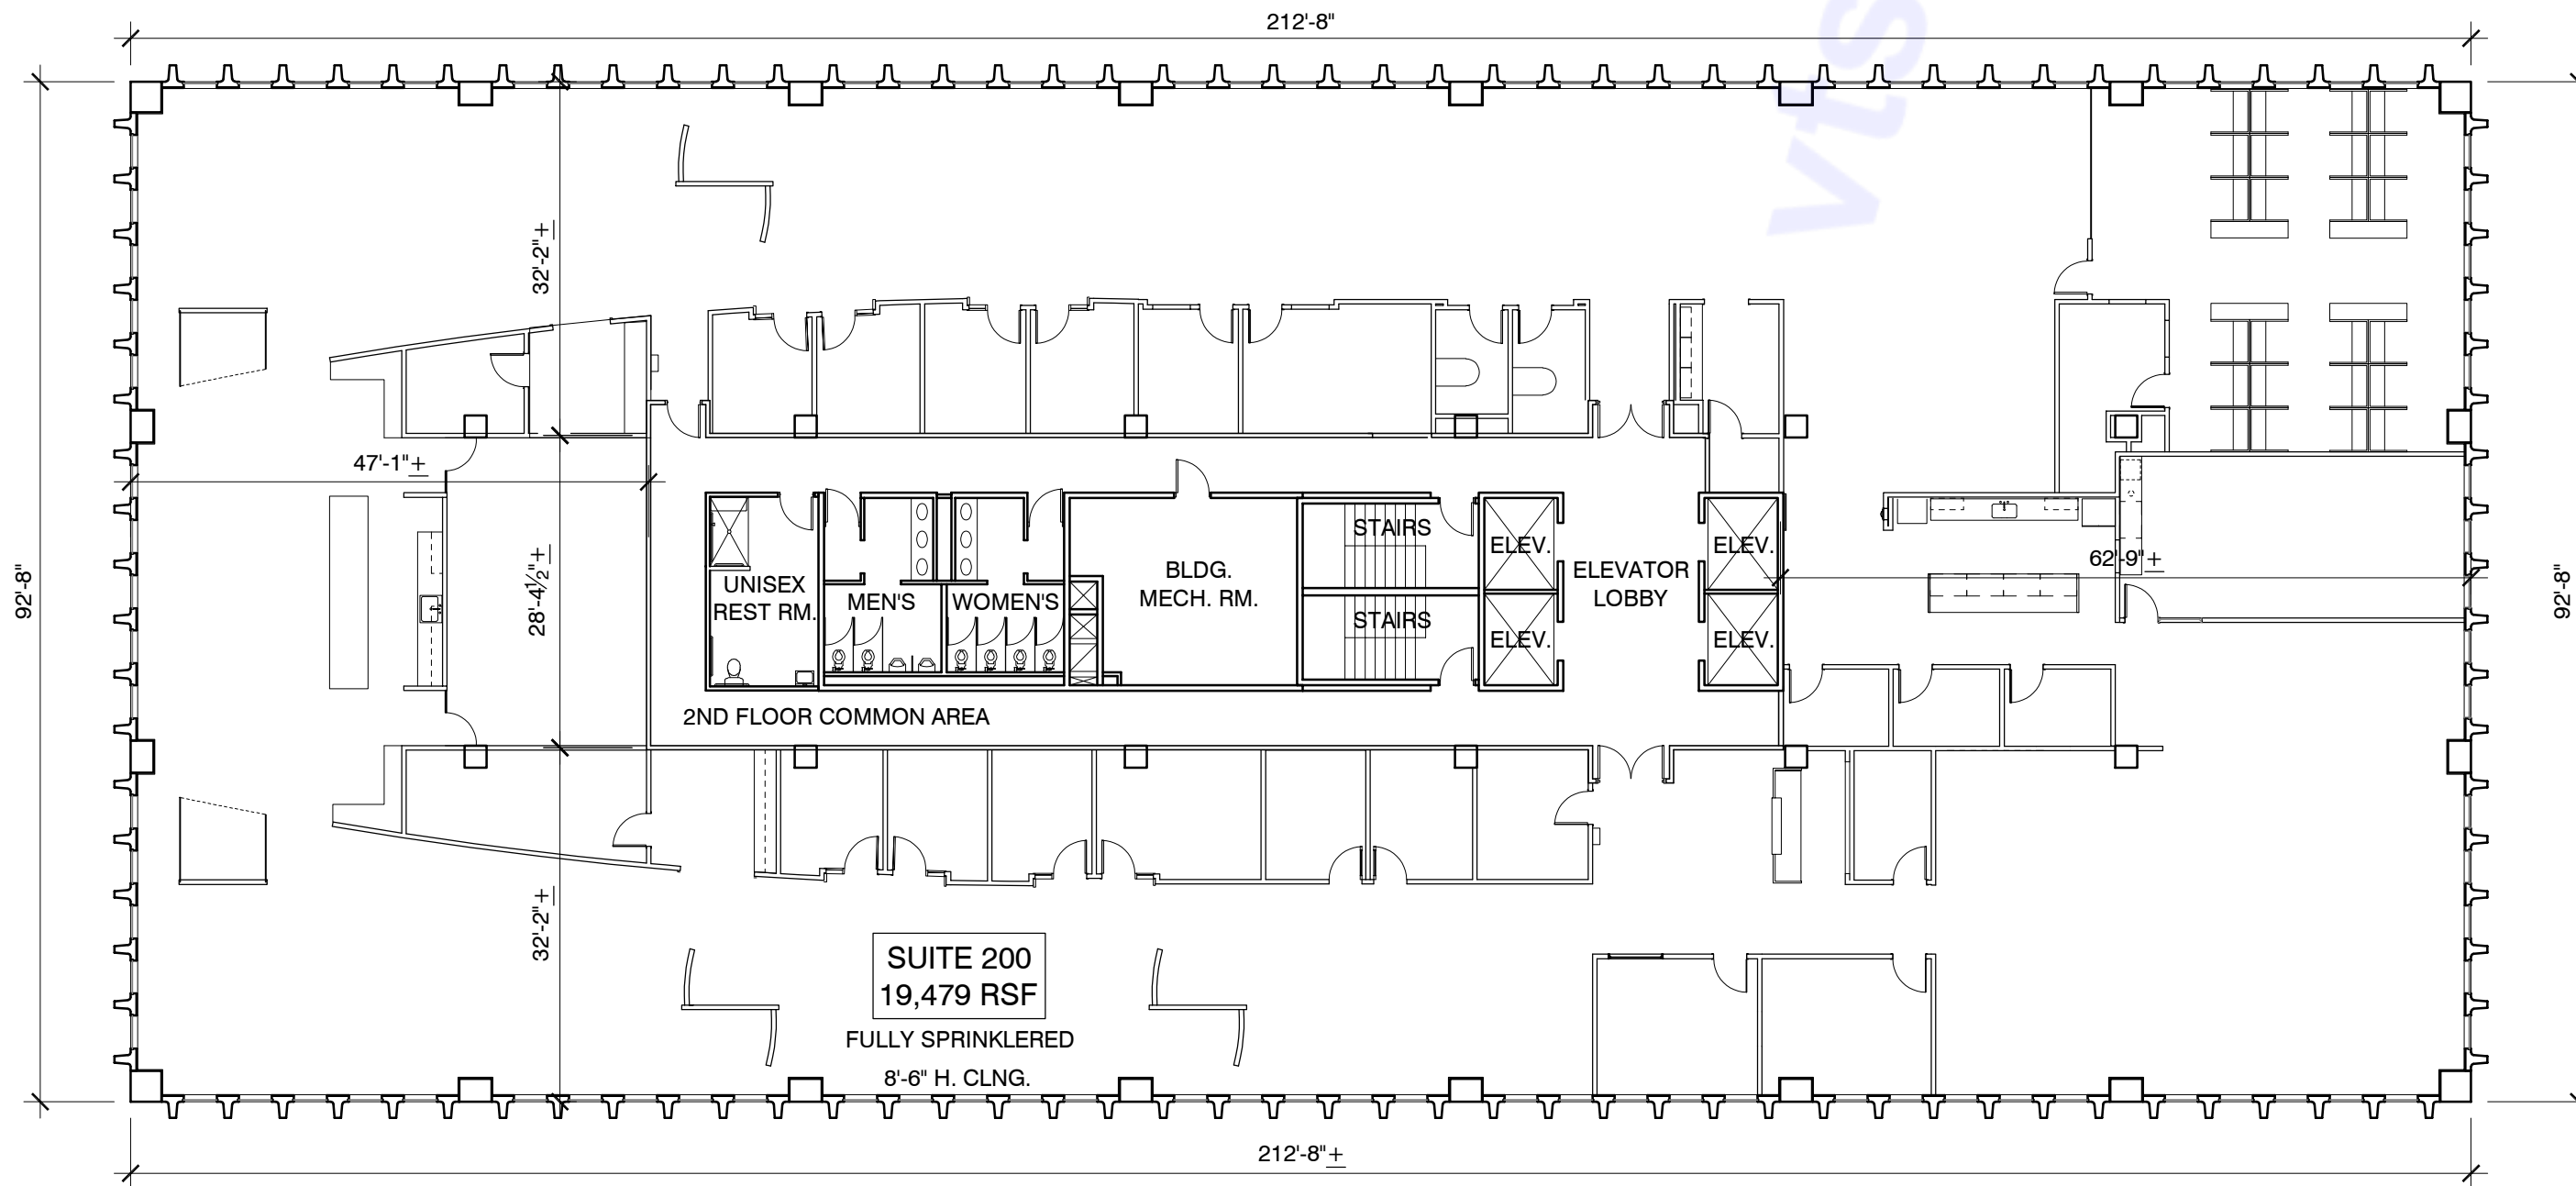 212'-8"
vts
32'-2"±
47'-1"±
92'-8"
28'-4½"±
STAIRS
ELEV.
ELEV.
62'-9"±
BLDG.
MECH. RM.
ELEVATOR
LOBBY
UNISEX
REST RM.
MEN'S
WOMEN'S
STAIRS
ELEV.
ELEV.
92'-8"
2ND FLOOR COMMON AREA
32'-2"±
SUITE 200
19,479 RSF
FULLY SPRINKLERED
8'-6" H. CLNG.
212'-8"±